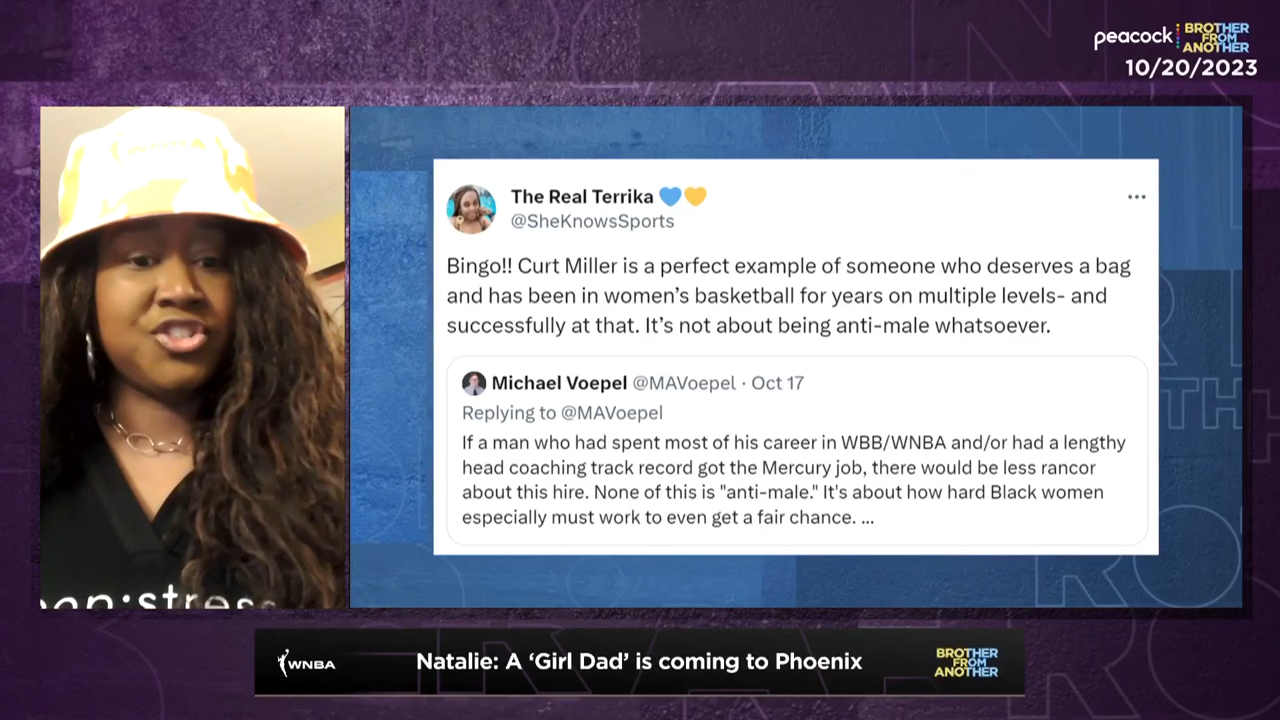 peacock BROTHER
FROM
ANOTHER
10/20/2023
WNBA
The Real Terrika 💙💛
@SheKnowsSports
Bingo!! Curt Miller is a perfect example of someone who deserves a bag
and has been in women’s basketball for years on multiple levels- and
successfully at that. It’s not about being anti-male whatsoever.
Michael Voepel @MAVoepel · Oct 17
Replying to @MAVoepel
If a man who had spent most of his career in WBB/WNBA and/or had a lengthy
head coaching track record got the Mercury job, there would be less rancor
about this hire. None of this is "anti-male." It's about how hard Black women
especially must work to even get a fair chance. ...
WNBA
Natalie: A ‘Girl Dad’ is coming to Phoenix
BROTHER
FROM
ANOTHER